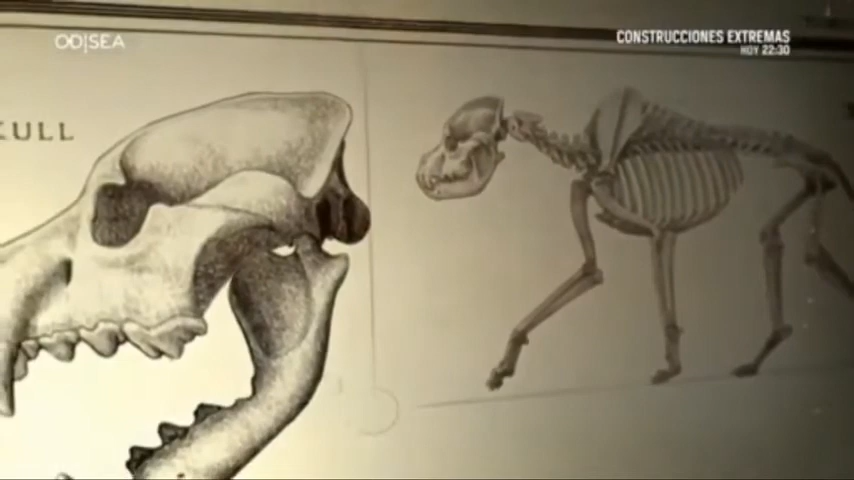 ODISEA
CONSTRUCCIONES EXTREMAS
HOY 22:30
KULL